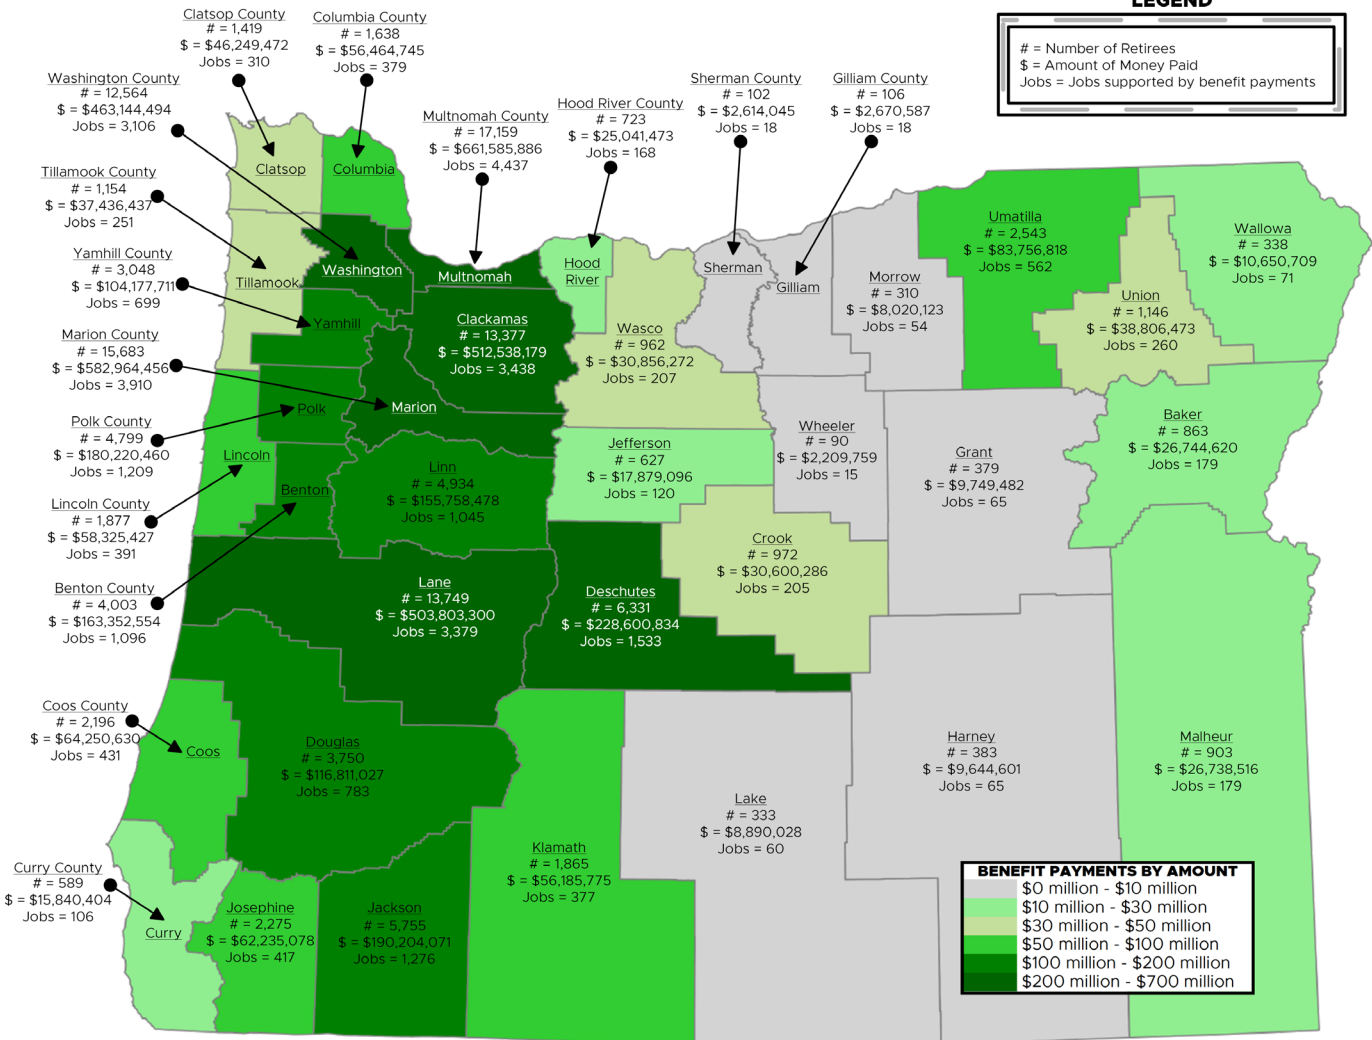 LEGEND
# = Number of Retirees
$ = Amount of Money Paid
Jobs = Jobs supported by benefit payments
Clatsop County
# = 1,419
$ = $46,249,472
Jobs = 310
Columbia County
# = 1,638
$ = $56,464,745
Jobs = 379
Washington County
# = 12,564
$ = $463,144,494
Jobs = 3,106
Multnomah County
# = 17,159
$ = $661,585,886
Jobs = 4,437
Hood River County
# = 723
$ = $25,041,473
Jobs = 168
Sherman County
# = 102
$ = $2,614,045
Jobs = 18
Gilliam County
# = 106
$ = $2,670,587
Jobs = 18
Tillamook County
# = 1,154
$ = $37,436,437
Jobs = 251
Yamhill County
# = 3,048
$ = $104,177,711
Jobs = 699
Marion County
# = 15,683
$ = $582,964,456
Jobs = 3,910
Polk County
# = 4,799
$ = $180,220,460
Jobs = 1,209
Lincoln County
# = 1,877
$ = $58,325,427
Jobs = 391
Benton County
# = 4,003
$ = $163,352,554
Jobs = 1,096
Coos County
# = 2,196
$ = $64,250,630
Jobs = 431
Curry County
# = 589
$ = $15,840,404
Jobs = 106
Clatsop
Columbia
Washington
Tillamook
Multnomah
Yamhill
Hood
River
Sherman
Gilliam
Clackamas
# = 13,377
$ = $512,538,179
Jobs = 3,438
Wasco
# = 962
$ = $30,856,272
Jobs = 207
Morrow
# = 310
$ = $8,020,123
Jobs = 54
Umatilla
# = 2,543
$ = $83,756,818
Jobs = 562
Union
# = 1,146
$ = $38,806,473
Jobs = 260
Wallowa
# = 338
$ = $10,650,709
Jobs = 71
Polk
Marion
Lincoln
Benton
Linn
# = 4,934
$ = $155,758,478
Jobs = 1,045
Jefferson
# = 627
$ = $17,879,096
Jobs = 120
Wheeler
# = 90
$ = $2,209,759
Jobs = 15
Grant
# = 379
$ = $9,749,482
Jobs = 65
Baker
# = 863
$ = $26,744,620
Jobs = 179
Lane
# = 13,749
$ = $503,803,300
Jobs = 3,379
Deschutes
# = 6,331
$ = $228,600,834
Jobs = 1,533
Crook
# = 972
$ = $30,600,286
Jobs = 205
Coos
Douglas
# = 3,750
$ = $116,811,027
Jobs = 783
Harney
# = 383
$ = $9,644,601
Jobs = 65
Malheur
# = 903
$ = $26,738,516
Jobs = 179
Lake
# = 333
$ = $8,890,028
Jobs = 60
Klamath
# = 1,865
$ = $56,185,775
Jobs = 377
Curry
Josephine
# = 2,275
$ = $62,235,078
Jobs = 417
Jackson
# = 5,755
$ = $190,204,071
Jobs = 1,276
BENEFIT PAYMENTS BY AMOUNT
$0 million - $10 million
$10 million - $30 million
$30 million - $50 million
$50 million - $100 million
$100 million - $200 million
$200 million - $700 million